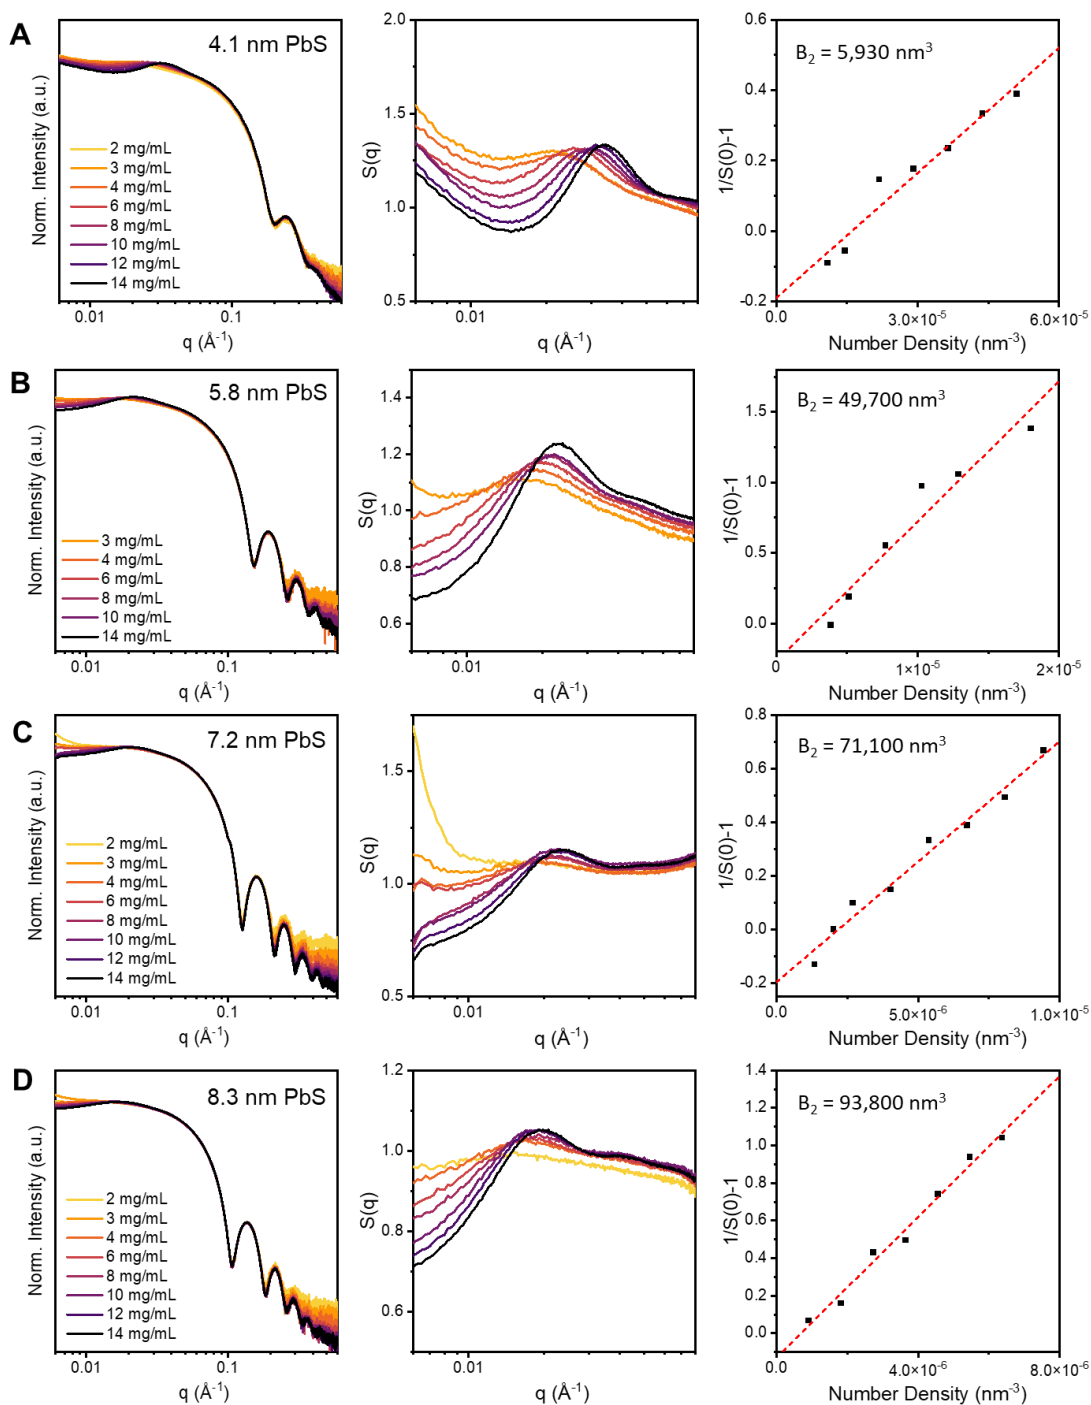 A
4.1 nm PbS
Norm. Intensity (a.u.)
2 mg/mL
3 mg/mL
4 mg/mL
6 mg/mL
8 mg/mL
10 mg/mL
12 mg/mL
14 mg/mL
0.01
0.1
q (Å⁻¹)
2.0
1.5
1.0
0.5
S(q)
0.01
q (Å⁻¹)
B₂ = 5,930 nm³
0.6
0.4
0.2
0.0
-0.2
1/S(0)-1
0.0
3.0×10⁻⁵
6.0×10⁻⁵
Number Density (nm⁻³)
B
5.8 nm PbS
Norm. Intensity (a.u.)
3 mg/mL
4 mg/mL
6 mg/mL
8 mg/mL
10 mg/mL
14 mg/mL
0.01
0.1
q (Å⁻¹)
1.4
1.2
1.0
0.8
0.6
S(q)
0.01
q (Å⁻¹)
B₂ = 49,700 nm³
1.5
1.0
0.5
0.0
1/S(0)-1
0
1×10⁻⁵
2×10⁻⁵
Number Density (nm⁻³)
C
7.2 nm PbS
Norm. Intensity (a.u.)
2 mg/mL
3 mg/mL
4 mg/mL
6 mg/mL
8 mg/mL
10 mg/mL
12 mg/mL
14 mg/mL
0.01
0.1
q (Å⁻¹)
1.5
1.0
0.5
S(q)
0.01
q (Å⁻¹)
B₂ = 71,100 nm³
0.8
0.6
0.4
0.2
0.0
-0.2
1/S(0)-1
0.0
5.0×10⁻⁶
1.0×10⁻⁵
Number Density (nm⁻³)
D
8.3 nm PbS
Norm. Intensity (a.u.)
2 mg/mL
3 mg/mL
4 mg/mL
6 mg/mL
8 mg/mL
10 mg/mL
12 mg/mL
14 mg/mL
0.01
0.1
q (Å⁻¹)
1.2
1.0
0.8
0.6
S(q)
0.01
q (Å⁻¹)
B₂ = 93,800 nm³
1.4
1.2
1.0
0.8
0.6
0.4
0.2
0.0
1/S(0)-1
0.0
4.0×10⁻⁶
8.0×10⁻⁶
Number Density (nm⁻³)